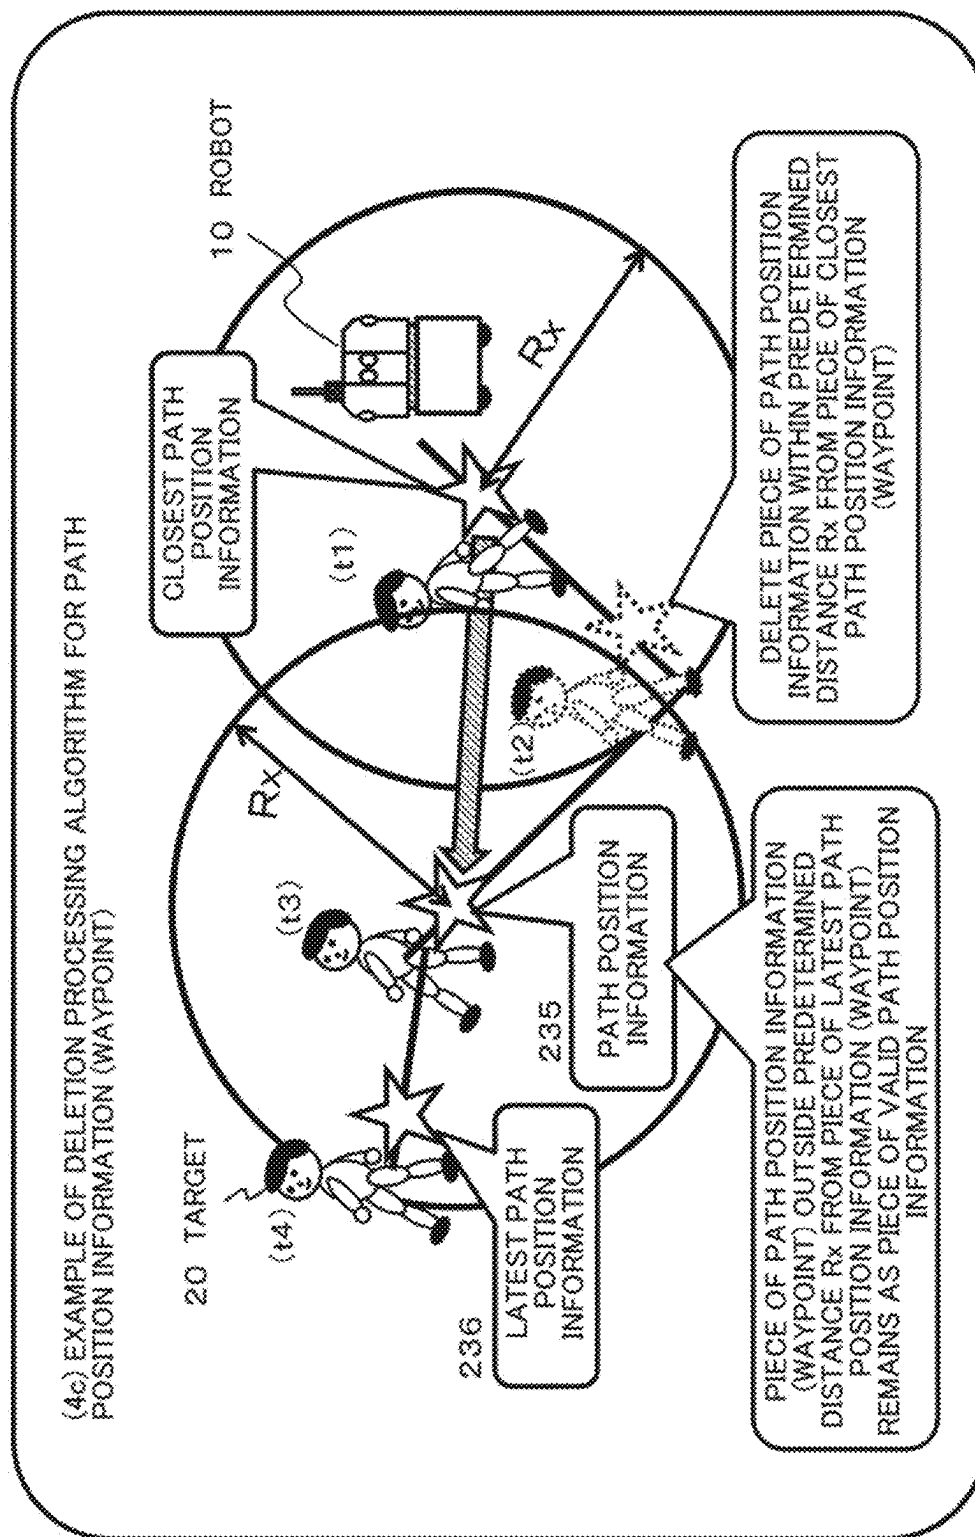 (4c) EXAMPLE OF DELETION PROCESSING ALGORITHM FOR PATH
POSITION INFORMATION (WAYPOINT)
20 TARGET
(t4)
(t3)
Rx
(t2)
(t1)
CLOSEST PATH
POSITION
INFORMATION
10 ROBOT
Rx
236
LATEST PATH
POSITION
INFORMATION
235
PATH POSITION
INFORMATION
PIECE OF PATH POSITION INFORMATION
(WAYPOINT) OUTSIDE PREDETERMINED
DISTANCE Rx FROM PIECE OF LATEST PATH
POSITION INFORMATION (WAYPOINT)
REMAINS AS PIECE OF VALID PATH POSITION
INFORMATION
DELETE PIECE OF PATH POSITION
INFORMATION WITHIN PREDETERMINED
DISTANCE Rx FROM PIECE OF CLOSEST
PATH POSITION INFORMATION
(WAYPOINT)